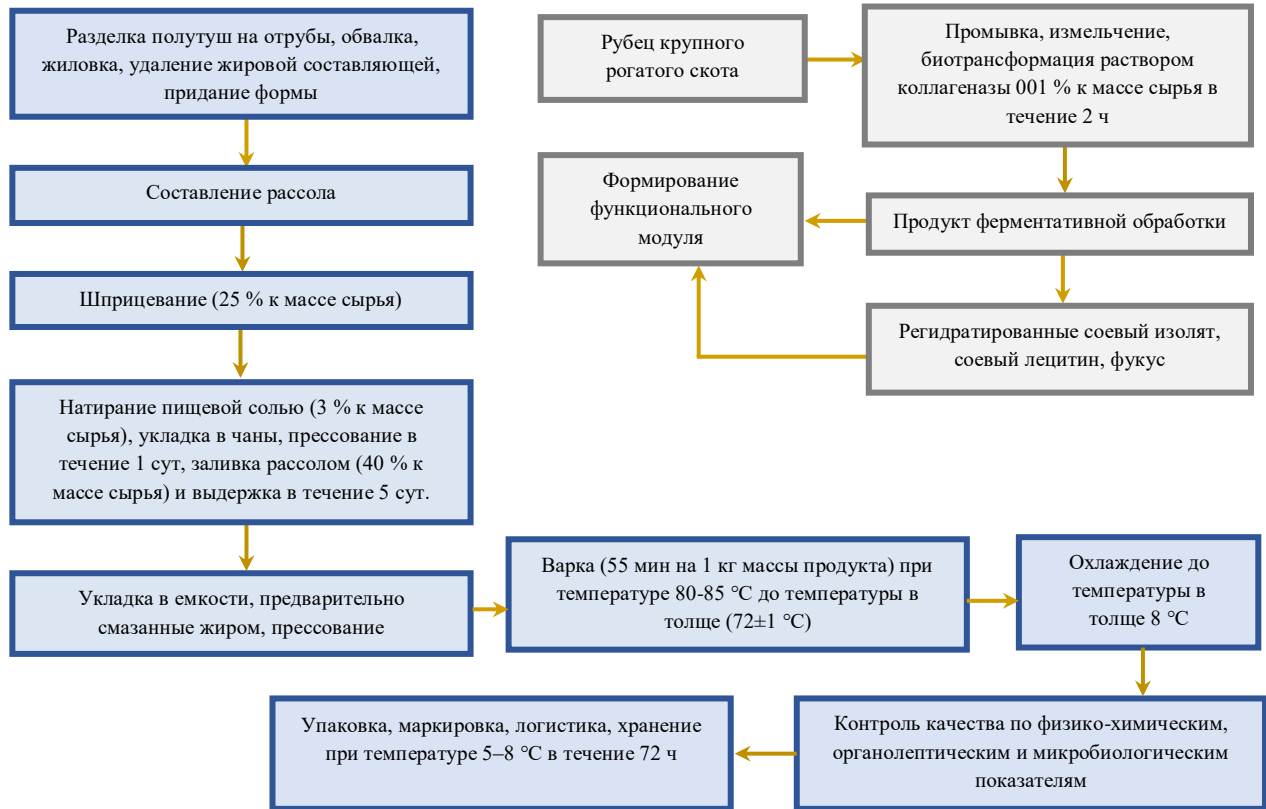 Разделка полутуш на отрубы, обвалка,
жиловка, удаление жировой составляющей,
придание формы
Составление рассола
Шприцевание (25 % к массе сырья)
Натирание пищевой солью (3 % к массе
сырья), укладка в чаны, прессование в
течение 1 сут, заливка рассолом (40 % к
массе сырья) и выдержка в течение 5 сут.
Укладка в емкости, предварительно
смазанные жиром, прессование
Варка (55 мин на 1 кг массы продукта) при
температуре 80-85 ℃ до температуры в
толще (72±1 ℃)
Охлаждение до
температуры в
толще 8 ℃
Контроль качества по физико-химическим,
органолептическим и микробиологическим
показателям
Упаковка, маркировка, логистика, хранение
при температуре 5–8 ℃ в течение 72 ч
Рубец крупного
рогатого скота
Промывка, измельчение,
биотрансформация раствором
коллагеназы 001 % к массе сырья в
течение 2 ч
Продукт ферментативной обработки
Регидратированные соевый изолят,
соевый лецитин, фукус
Формирование
функционального
модуля